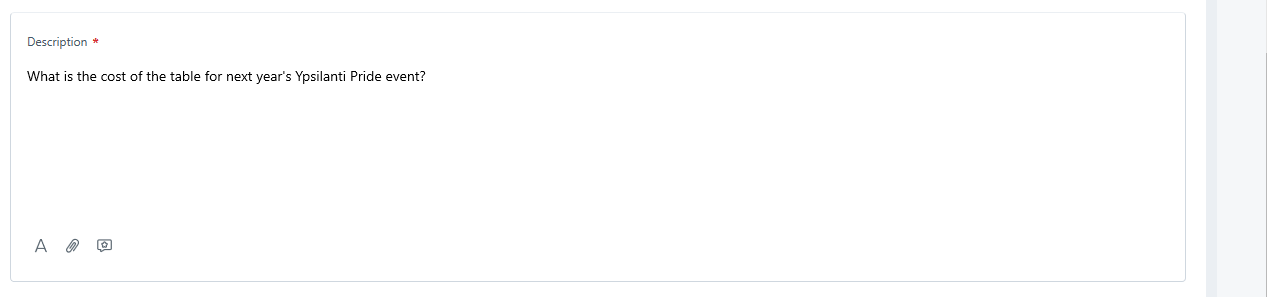 Description *
What is the cost of the table for next year's Ypsilanti Pride event?
A